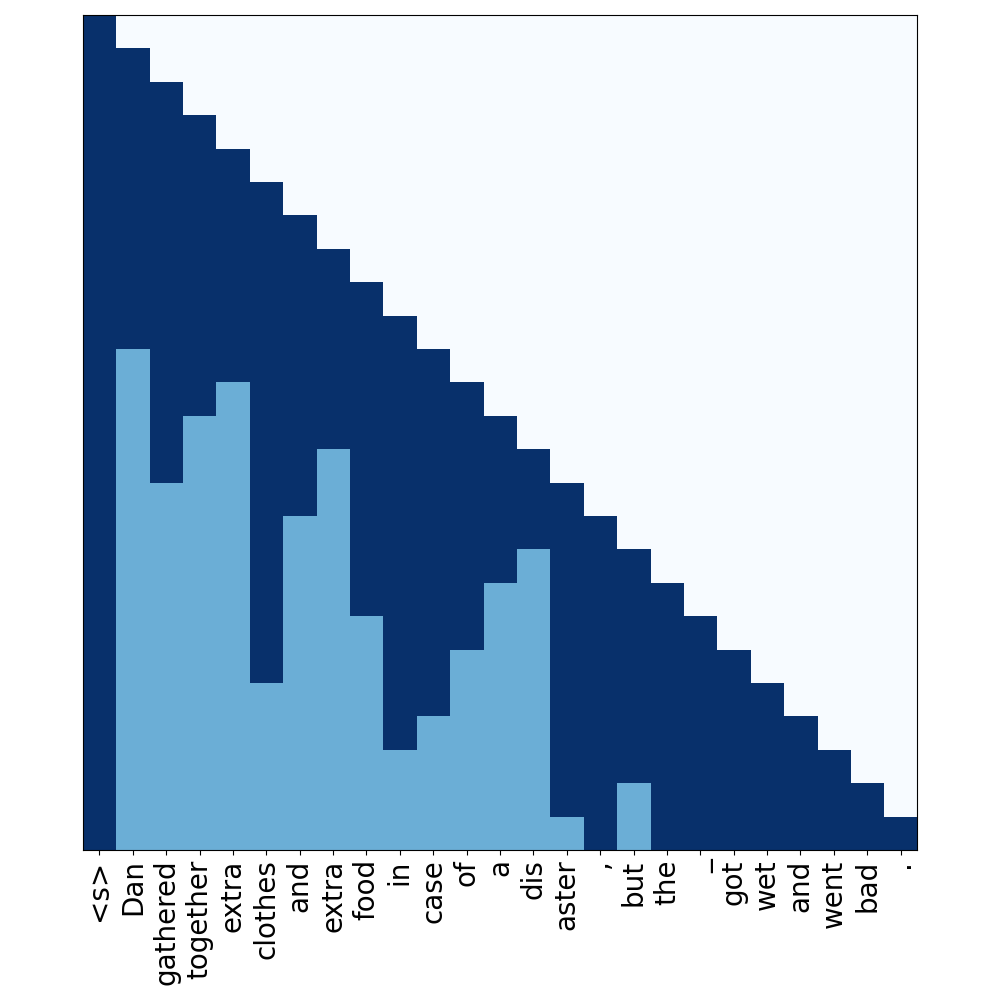 <s>
Dan
gathered
together
extra
clothes
and
extra
food
in
case
of
a
dis
aster
,
but
the
_
got
wet
and
went
bad
.